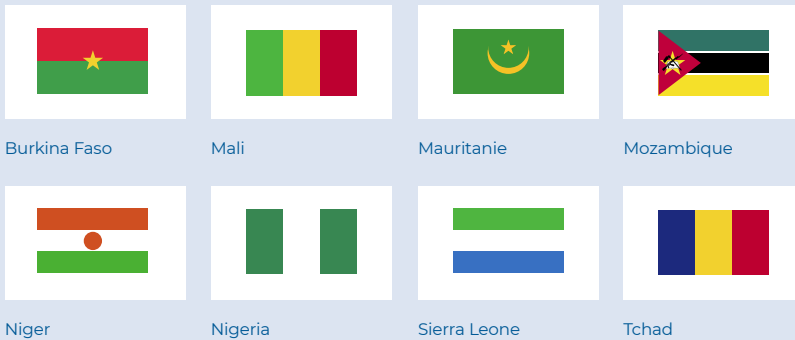 Burkina Faso
Mali
Mauritanie
Mozambique
Niger
Nigeria
Sierra Leone
Tchad